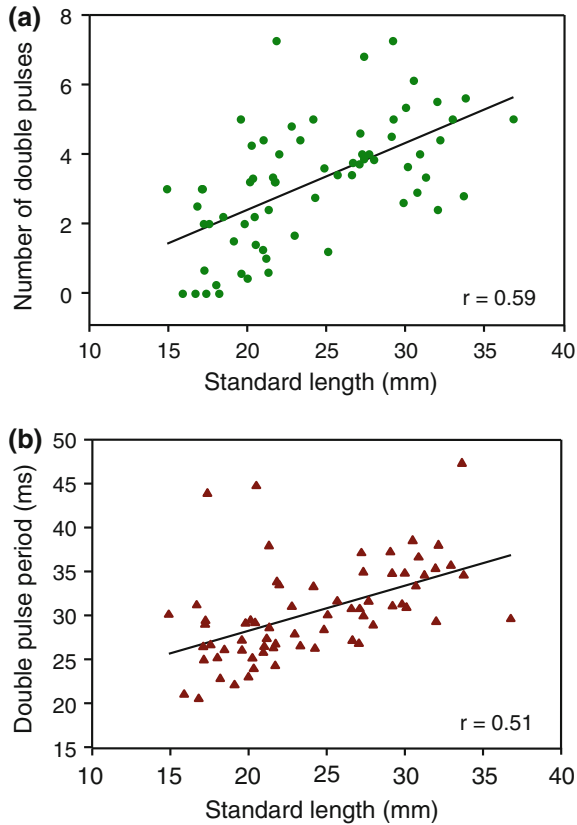 (a)
8
6
4
2
0
Number of double pulses
r = 0.59
10 15 20 25 30 35 40
Standard length (mm)
(b)
50
45
40
35
30
25
20
15
Double pulse period (ms)
r = 0.51
10 15 20 25 30 35 40
Standard length (mm)